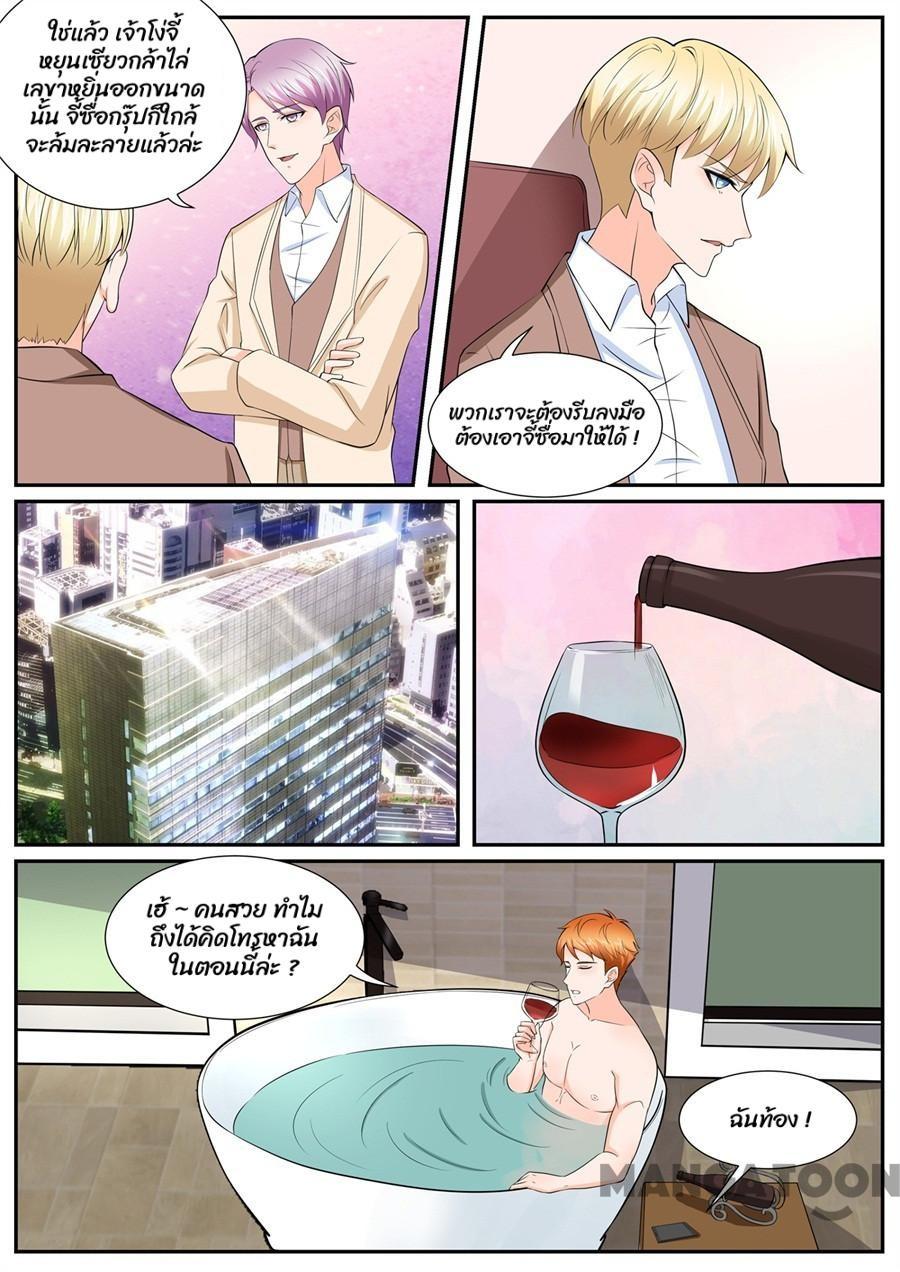 ใช่แล้ว เจ้าโง่จี้
หยุนเซียวกล้าไล่
เลขาหยิ่นออกขนาด
นั้น จี้ซื่อกรุ๊ปก็ใกล้
จะล้มละลายแล้วล่ะ
พวกเราจะต้องรีบลงมือ
ต้องเอาจี้ซื่อมาให้ได้ !
เฮ้ ~ คนสวย ทำไม
ถึงได้คิดโทรหาฉัน
ในตอนนี้ล่ะ ?
ฉันท้อง !
MANGATOON